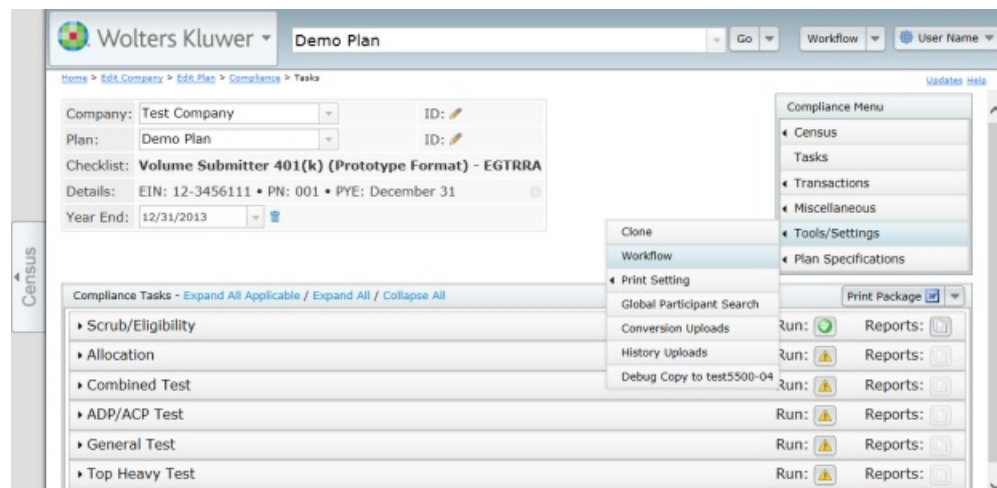 Wolters Kluwer
Demo Plan
Go
Workflow
User Name
Home > Edit Company > Edit Plan > Compliance > Tasks
Updates Help
Company: Test Company ID:
Plan: Demo Plan ID:
Checklist: Volume Submitter 401(k) (Prototype Format) - EGTRRA
Details: EIN: 12-3456111 • PN: 001 • PYE: December 31
Year End: 12/31/2013
Compliance Menu
Census
Tasks
Transactions
Miscellaneous
Tools/Settings
Plan Specifications
Clone
Workflow
Print Setting
Global Participant Search
Conversion Uploads
History Uploads
Debug Copy to test5500-04
Census
Compliance Tasks - Expand All Applicable / Expand All / Collapse All
Print Package
Scrub/Eligibility Run: Reports:
Allocation Run: Reports:
Combined Test Run: Reports:
ADP/ACP Test Run: Reports:
General Test Run: Reports:
Top Heavy Test Run: Reports: